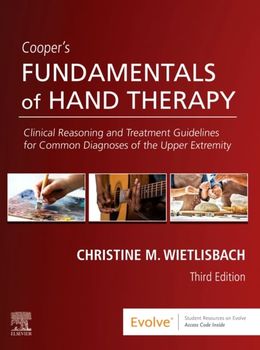 Cooper's
FUNDAMENTALS
of HAND THERAPY
Clinical Reasoning and Treatment Guidelines
for Common Diagnoses of the Upper Extremity
CHRISTINE M. WIETLISBACH
Third Edition
ELSEVIER
Evolve®
Student Resources on Evolve
Access Code Inside